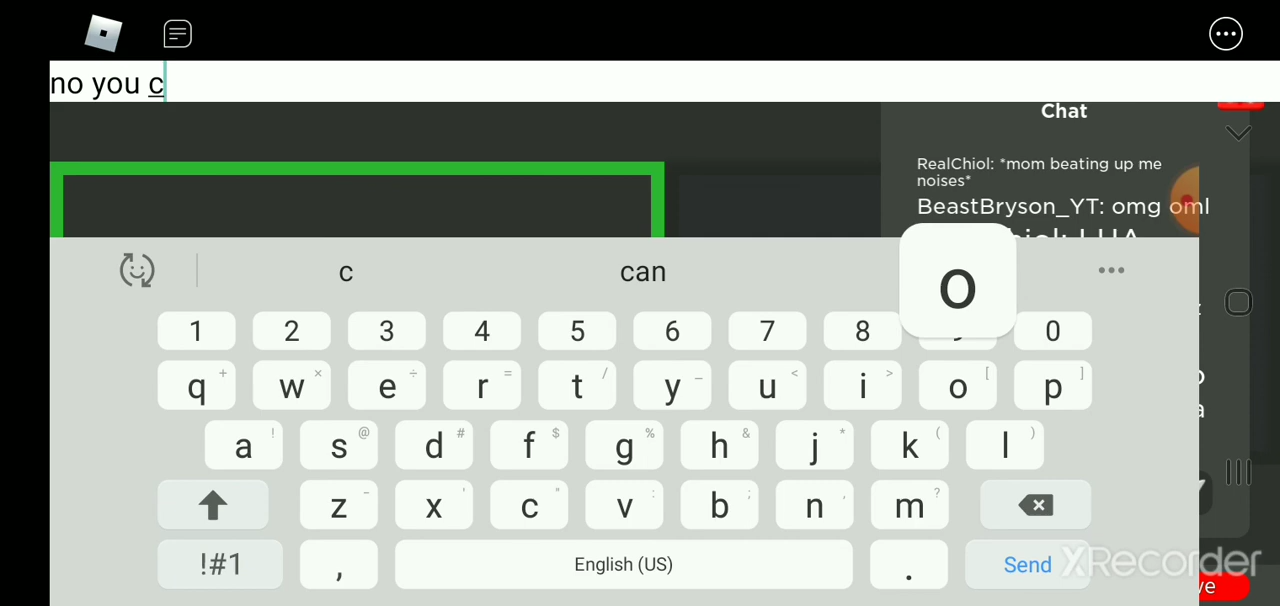 no you c
Chat
RealChiol: *mom beating up me
noises*
BeastBryson_YT: omg oml
c can
o
1 2 3 4 5 6 7 8 0
q + w × e ÷ r = t / y _ u < i > o [ p ]
a ! s @ d # f $ g % h & j * k ( l )
z - x ' c " v : b ; n , m ?
!#1 , English (US) . Send
XRecorder